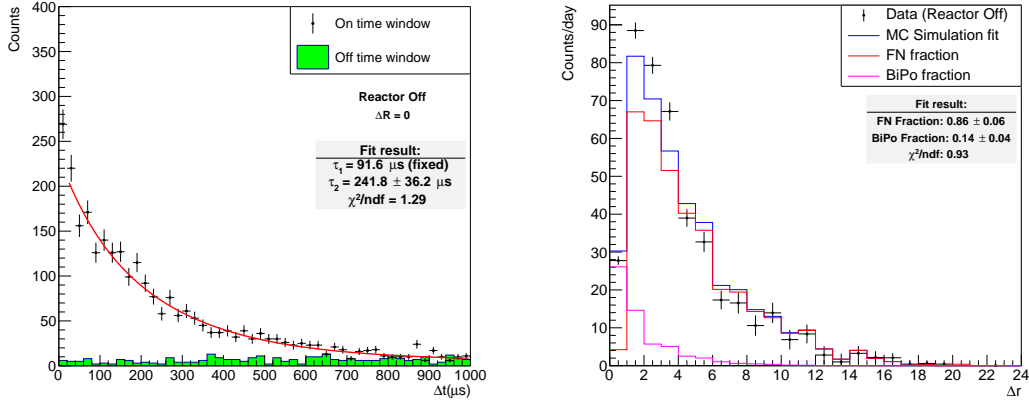 Counts
400
350
300
250
200
150
100
50
0
0 100 200 300 400 500 600 700 800 900 1000
Δt(μs)
On time window
Off time window
Reactor Off
ΔR = 0
Fit result:
τ1 = 91.6 μs (fixed)
τ2 = 241.8 ± 36.2 μs
χ²/ndf = 1.29
Counts/day
90
80
70
60
50
40
30
20
10
0
0 2 4 6 8 10 12 14 16 18 20 22 24
Δr
Data (Reactor Off)
MC Simulation fit
FN fraction
BiPo fraction
Fit result:
FN Fraction: 0.86 ± 0.06
BiPo Fraction: 0.14 ± 0.04
χ²/ndf: 0.93